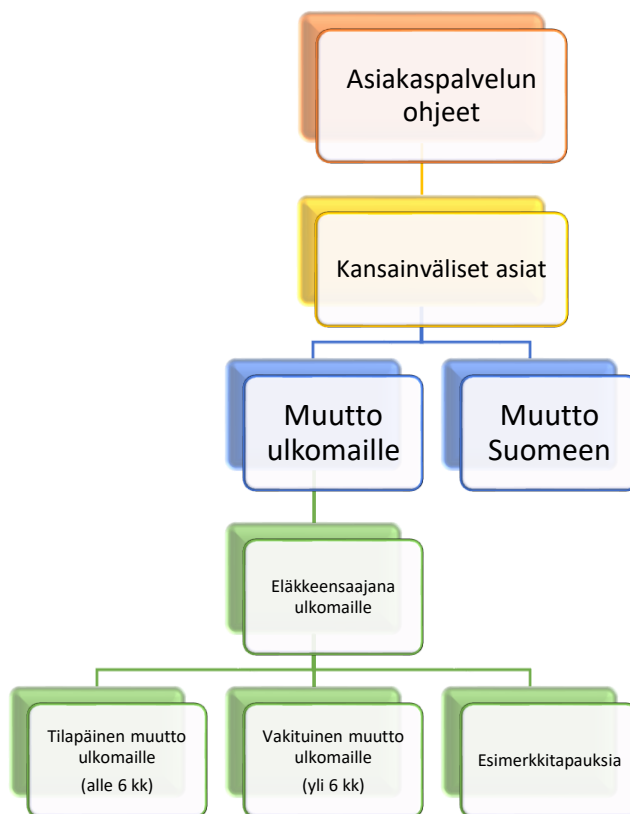 Asiakaspalvelun
ohjeet
Kansainväliset asiat
Muutto
ulkomaille
Muutto
Suomeen
Eläkkeensaajana
ulkomaille
Tilapäinen muutto
ulkomaille
(alle 6 kk)
Vakituinen muutto
ulkomaille
(yli 6 kk)
Esimerkkitapauksia